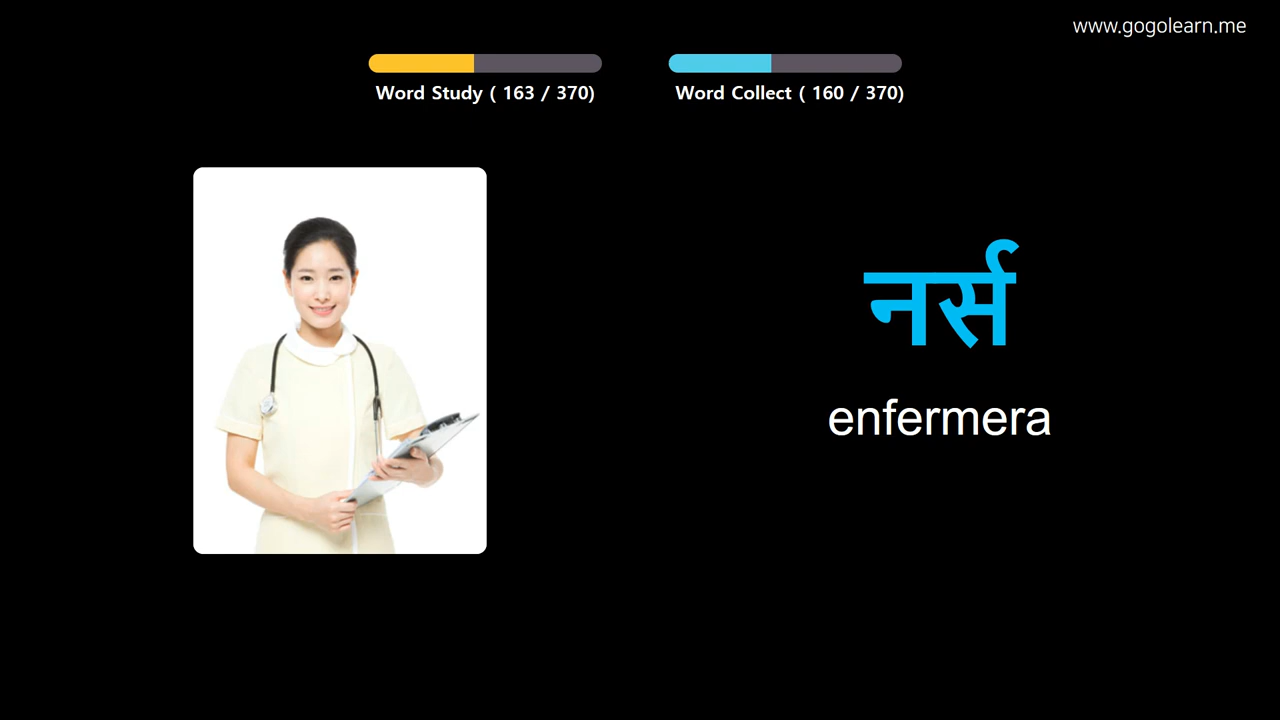 www.gogolearn.me
Word Study ( 163 / 370)
Word Collect ( 160 / 370)
नर्स
enfermera